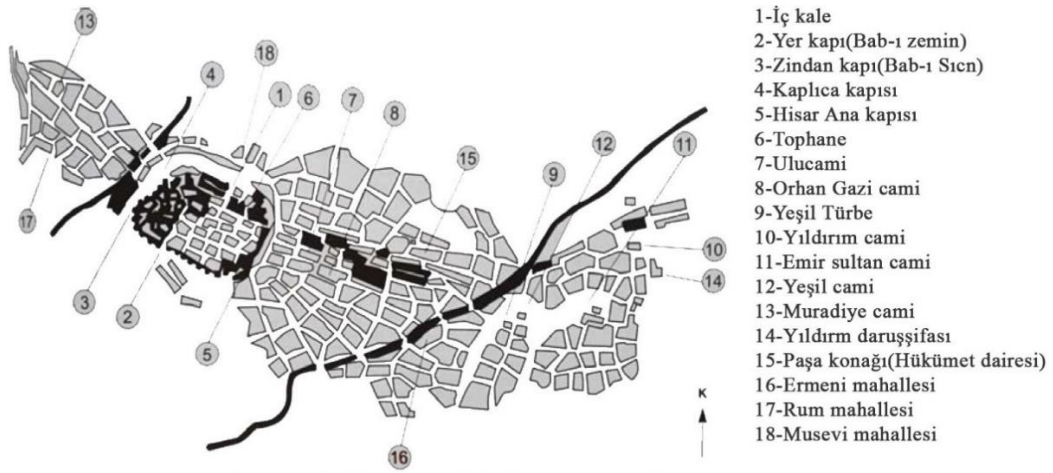 13
18
4
1
6
7
8
15
9
12
11
17
10
14
3
2
5
16
K
1-İç kale
2-Yer kapı(Bab-ı zemin)
3-Zindan kapı(Bab-ı Sıcn)
4-Kaplıca kapısı
5-Hisar Ana kapısı
6-Tophane
7-Ulucami
8-Orhan Gazi cami
9-Yeşil Türbe
10-Yıldırım cami
11-Emir sultan cami
12-Yeşil cami
13-Muradiye cami
14-Yıldırm daruşşifası
15-Paşa konağı(Hükümet dairesi)
16-Ermeni mahallesi
17-Rum mahallesi
18-Musevi mahallesi